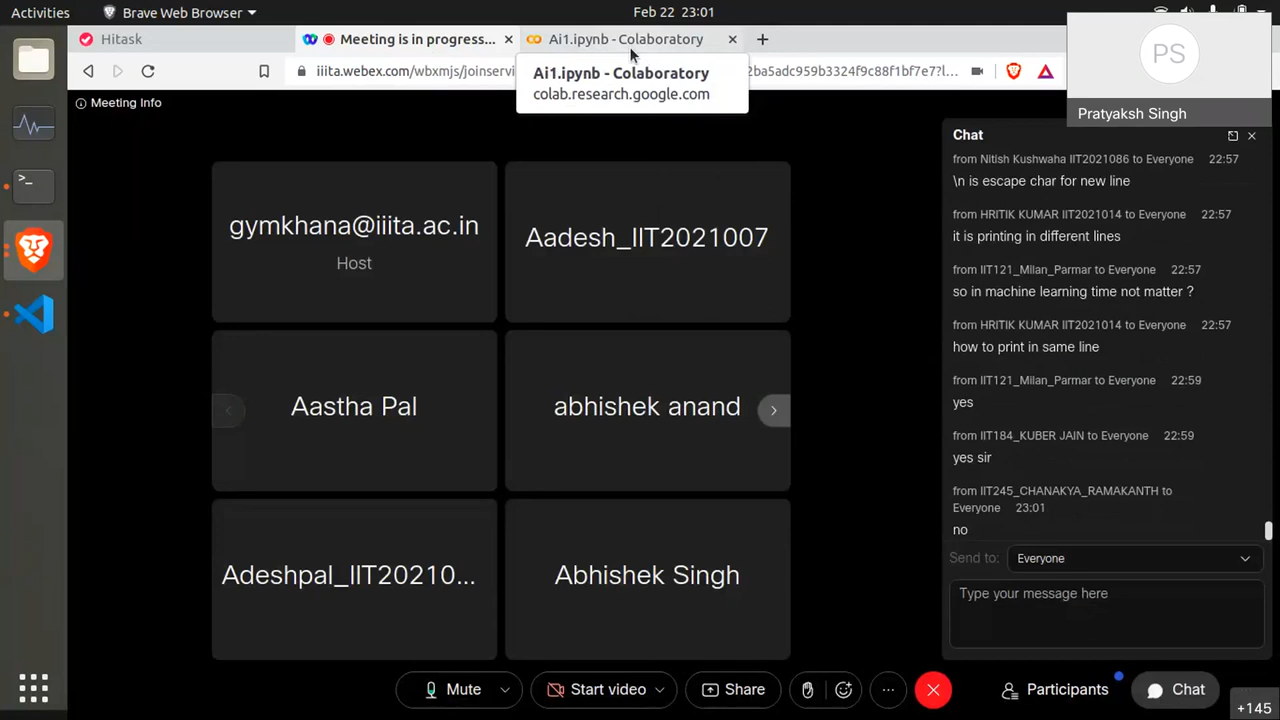 Activities
Brave Web Browser
Feb 22 23:01
Hitask
Meeting is in progress...
Ai1.ipynb - Colaboratory
iiita.webex.com/wbxmjs/joinservi
2ba5adc959b3324f9c88f1bf7e7?l...
Ai1.ipynb - Colaboratory
colab.research.google.com
PS
Pratyaksh Singh
Meeting Info
gymkhana@iiita.ac.in
Host
Aadesh_IIT2021007
Aastha Pal
abhishek anand
Adeshpal_IIT20210...
Abhishek Singh
Chat
from Nitish Kushwaha IIT2021086 to Everyone 22:57
\n is escape char for new line
from HRITIK KUMAR IIT2021014 to Everyone 22:57
it is printing in different lines
from IIT121_Milan_Parmar to Everyone 22:57
so in machine learning time not matter ?
from HRITIK KUMAR IIT2021014 to Everyone 22:57
how to print in same line
from IIT121_Milan_Parmar to Everyone 22:59
yes
from IIT184_KUBER JAIN to Everyone 22:59
yes sir
from IIT245_CHANAKYA_RAMAKANTH to
Everyone 23:01
no
Send to: Everyone
Type your message here
Mute
Start video
Share
Participants
Chat
+145